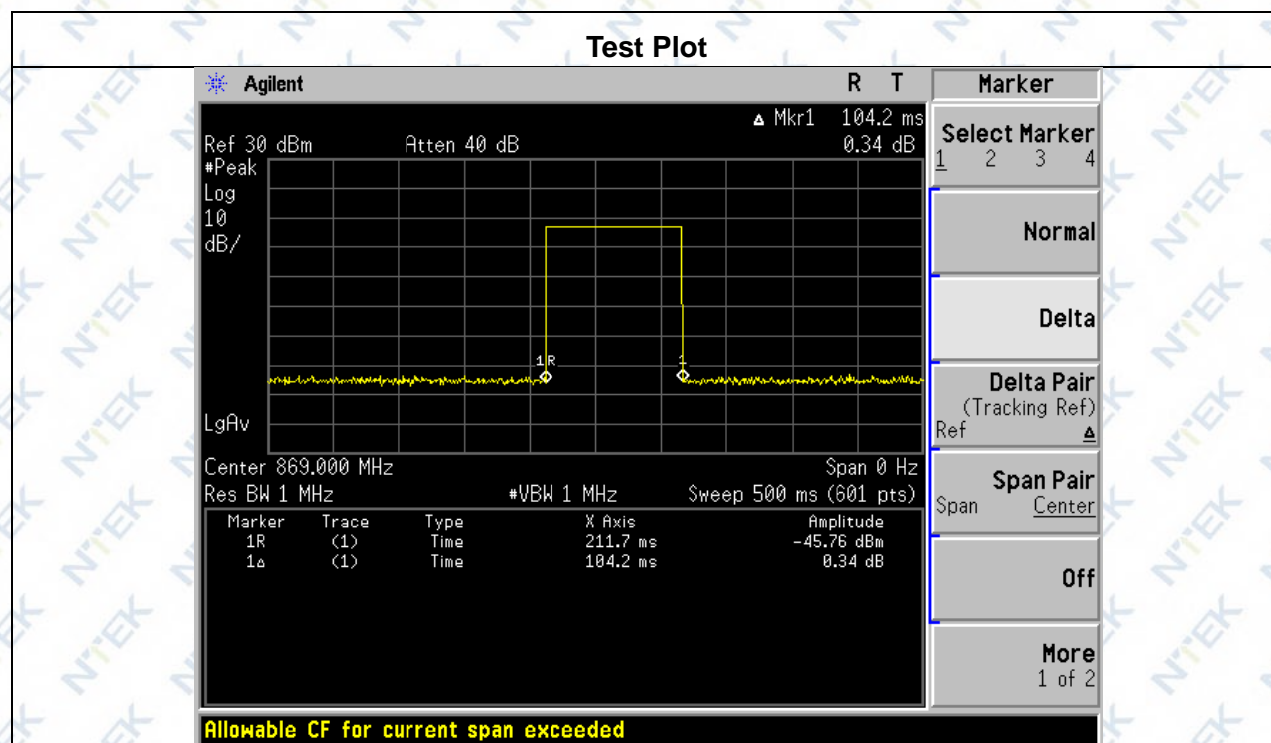 Test Plot
Agilent R T
Δ Mkr1 104.2 ms
Ref 30 dBm Atten 40 dB 0.34 dB
#Peak
Log
10
dB/
1R 1
LgAv
Center 869.000 MHz Span 0 Hz
Res BW 1 MHz #VBW 1 MHz Sweep 500 ms (601 pts)
Marker Trace Type X Axis Amplitude
1R (1) Time 211.7 ms -45.76 dBm
1Δ (1) Time 104.2 ms 0.34 dB
Allowable CF for current span exceeded
Marker
Select Marker
1 2 3 4
Normal
Delta
Delta Pair
(Tracking Ref)
Ref Δ
Span Pair
Span Center
Off
More
1 of 2
NTEK